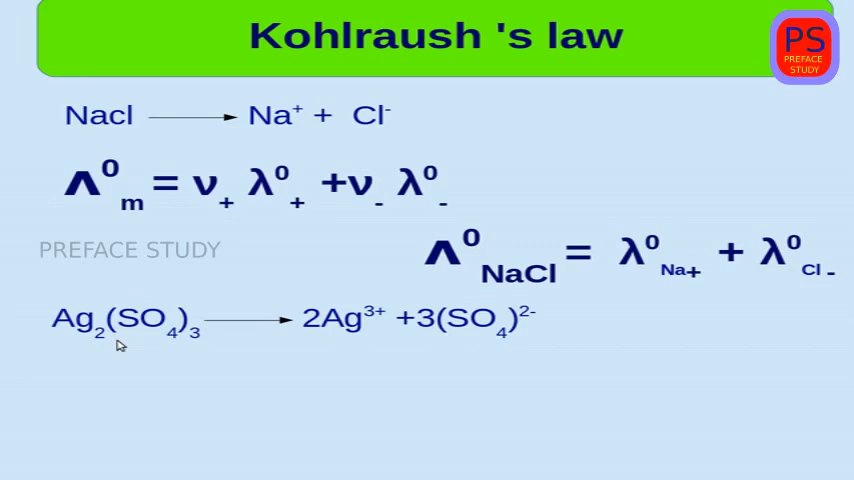 Kohlraush 's law
PS
PREFACE
STUDY
Nacl ⟶ Na⁺ + Cl⁻
Λ⁰ₘ = ν₊ λ⁰₊ +ν₋ λ⁰₋
PREFACE STUDY
Λ⁰NaCl = λ⁰Na+ + λ⁰Cl -
Ag₂(SO₄)₃ ⟶ 2Ag³⁺ +3(SO₄)²⁻